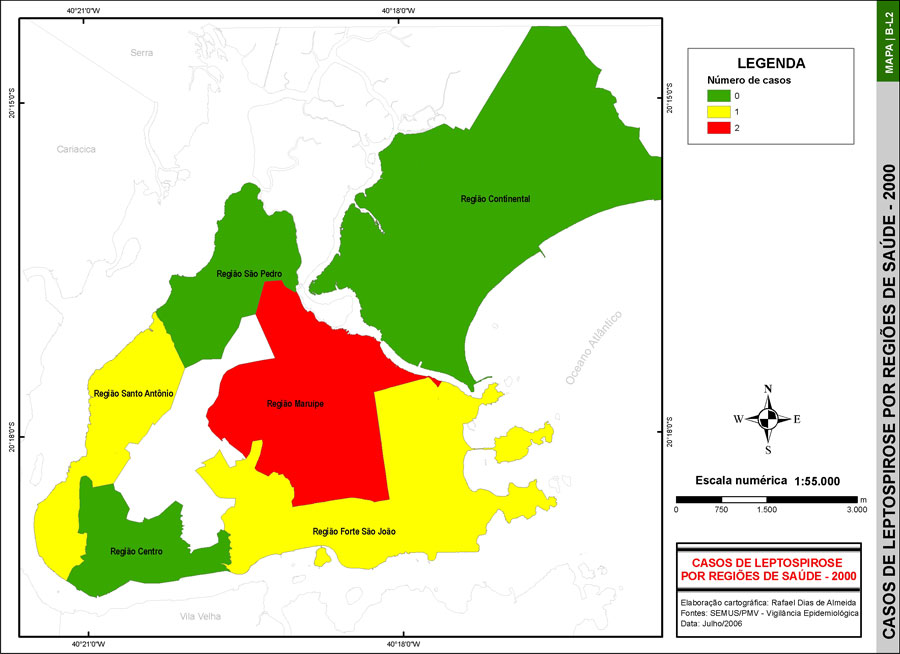 40°21'0"W
40°18'0"W
MAPA | B-L2
Serra
Cariacica
20°15'0"S
20°15'0"S
LEGENDA
Número de casos
0
1
2
Região Continental
Região São Pedro
Oceano Atlântico
Região Santo Antônio
Região Maruípe
20°18'0"S
20°18'0"S
N
W
E
S
Escala numérica 1:55.000
m
0 750 1.500 3.000
Região Forte São João
Região Centro
Vila Velha
CASOS DE LEPTOSPIROSE
POR REGIÕES DE SAÚDE - 2000
Elaboração cartográfica: Rafael Dias de Almeida
Fontes: SEMUS/PMV - Vigilância Epidemiológica
Data: Julho/2006
40°21'0"W
40°18'0"W
CASOS DE LEPTOSPIROSE POR REGIÕES DE SAÚDE - 2000